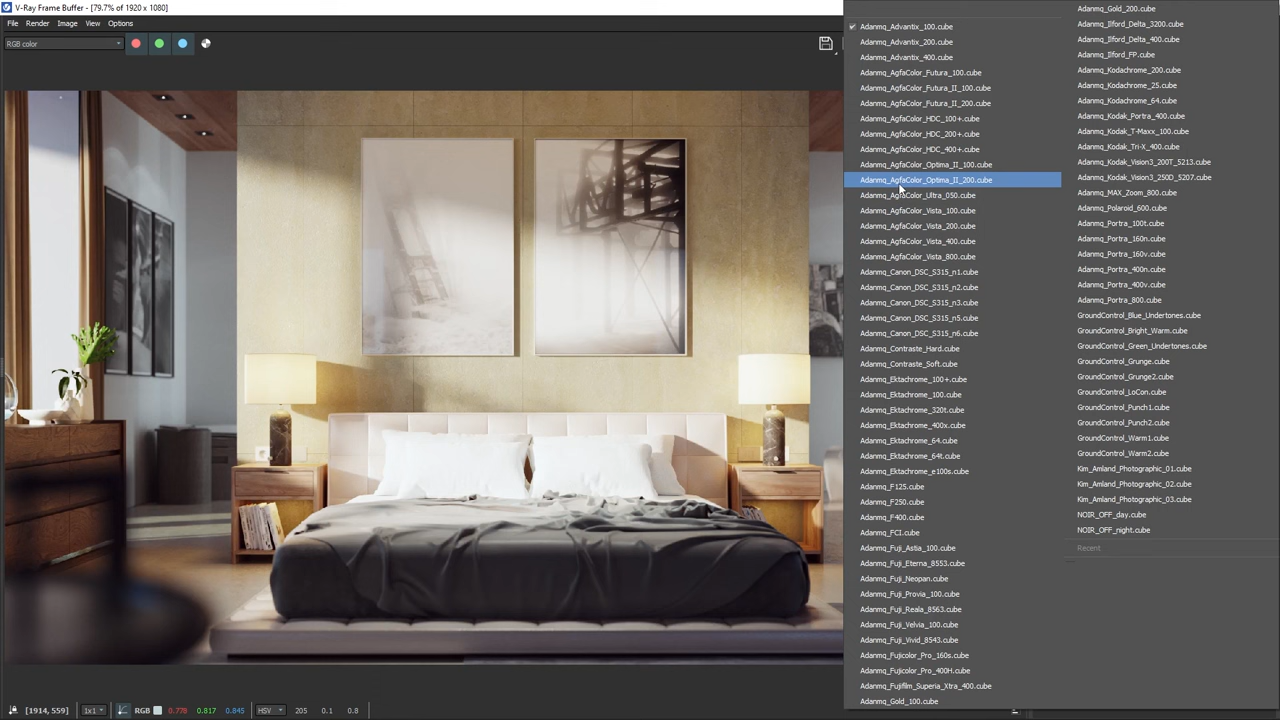 V-Ray Frame Buffer - [79.7% of 1920 x 1080]
File Render Image View Options
RGB color
Adanmq_Advantix_100.cube
Adanmq_Advantix_200.cube
Adanmq_Advantix_400.cube
Adanmq_AgfaColor_Futura_100.cube
Adanmq_AgfaColor_Futura_II_100.cube
Adanmq_AgfaColor_Futura_II_200.cube
Adanmq_AgfaColor_HDC_100+.cube
Adanmq_AgfaColor_HDC_200+.cube
Adanmq_AgfaColor_HDC_400+.cube
Adanmq_AgfaColor_Optima_II_100.cube
Adanmq_AgfaColor_Optima_II_200.cube
Adanmq_AgfaColor_Ultra_050.cube
Adanmq_AgfaColor_Vista_100.cube
Adanmq_AgfaColor_Vista_200.cube
Adanmq_AgfaColor_Vista_400.cube
Adanmq_AgfaColor_Vista_800.cube
Adanmq_Canon_DSC_S315_n1.cube
Adanmq_Canon_DSC_S315_n2.cube
Adanmq_Canon_DSC_S315_n3.cube
Adanmq_Canon_DSC_S315_n5.cube
Adanmq_Canon_DSC_S315_n6.cube
Adanmq_Contraste_Hard.cube
Adanmq_Contraste_Soft.cube
Adanmq_Ektachrome_100+.cube
Adanmq_Ektachrome_100.cube
Adanmq_Ektachrome_320t.cube
Adanmq_Ektachrome_400x.cube
Adanmq_Ektachrome_64.cube
Adanmq_Ektachrome_64t.cube
Adanmq_Ektachrome_e100s.cube
Adanmq_F125.cube
Adanmq_F250.cube
Adanmq_F400.cube
Adanmq_FCI.cube
Adanmq_Fuji_Astia_100.cube
Adanmq_Fuji_Eterna_8553.cube
Adanmq_Fuji_Neopan.cube
Adanmq_Fuji_Provia_100.cube
Adanmq_Fuji_Reala_8563.cube
Adanmq_Fuji_Velvia_100.cube
Adanmq_Fuji_Vivid_8543.cube
Adanmq_Fujicolor_Pro_160s.cube
Adanmq_Fujicolor_Pro_400H.cube
Adanmq_Fujifilm_Superia_Xtra_400.cube
Adanmq_Gold_100.cube
Adanmq_Gold_200.cube
Adanmq_Ilford_Delta_3200.cube
Adanmq_Ilford_Delta_400.cube
Adanmq_Ilford_FP.cube
Adanmq_Kodachrome_200.cube
Adanmq_Kodachrome_25.cube
Adanmq_Kodachrome_64.cube
Adanmq_Kodak_Portra_400.cube
Adanmq_Kodak_T-Maxx_100.cube
Adanmq_Kodak_Tri-X_400.cube
Adanmq_Kodak_Vision3_200T_5213.cube
Adanmq_Kodak_Vision3_250D_5207.cube
Adanmq_MAX_Zoom_800.cube
Adanmq_Polaroid_600.cube
Adanmq_Portra_100t.cube
Adanmq_Portra_160n.cube
Adanmq_Portra_160v.cube
Adanmq_Portra_400n.cube
Adanmq_Portra_400v.cube
Adanmq_Portra_800.cube
GroundControl_Blue_Undertones.cube
GroundControl_Bright_Warm.cube
GroundControl_Green_Undertones.cube
GroundControl_Grunge.cube
GroundControl_Grunge2.cube
GroundControl_LoCon.cube
GroundControl_Punch1.cube
GroundControl_Punch2.cube
GroundControl_Warm1.cube
GroundControl_Warm2.cube
Kim_Amland_Photographic_01.cube
Kim_Amland_Photographic_02.cube
Kim_Amland_Photographic_03.cube
NOIR_OFF_day.cube
NOIR_OFF_night.cube
Recent
[1914, 559] 1x1 RGB 0.778 0.817 0.845 HSV 205 0.1 0.8